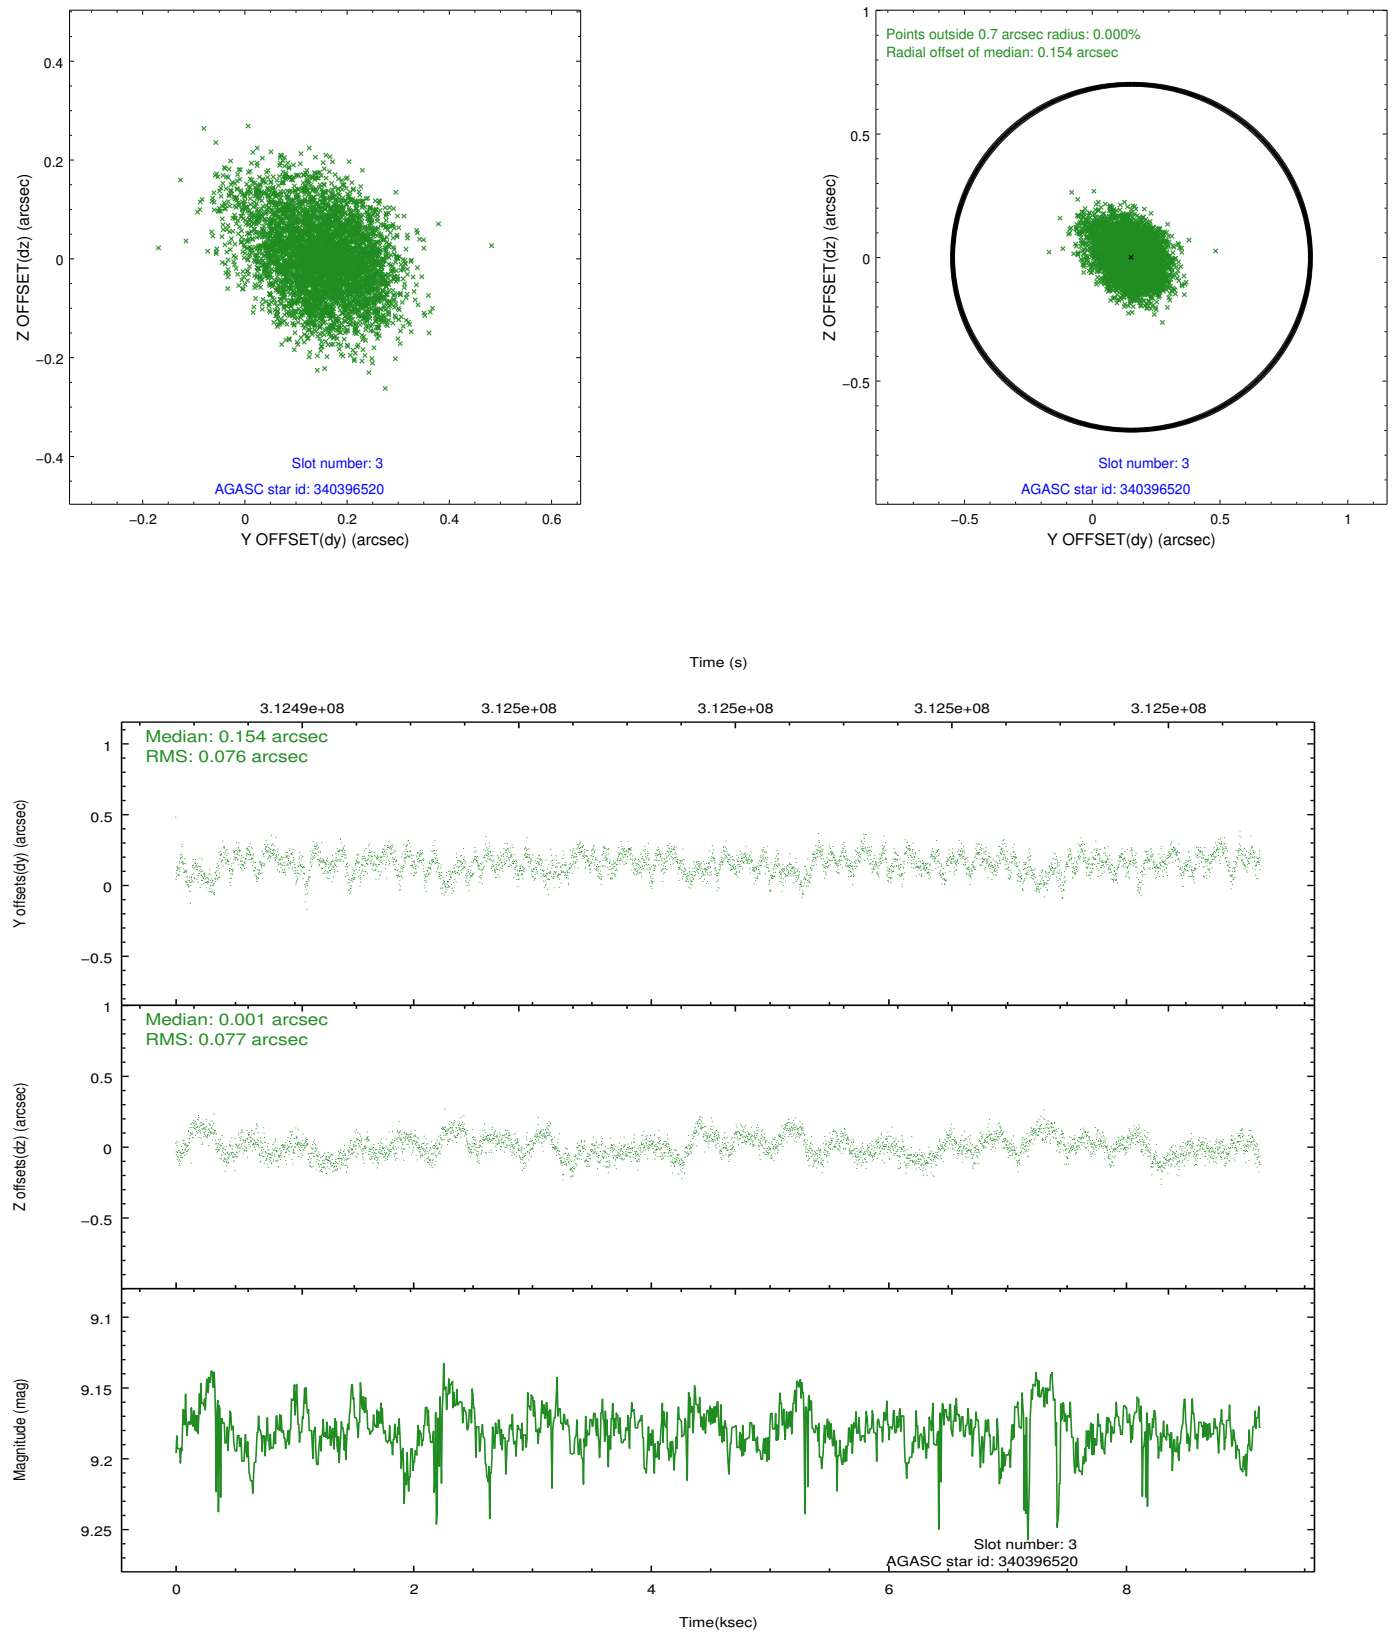 0.4
0.2
0
−0.2
−0.4
Z OFFSET(dz) (arcsec)
Slot number: 3
AGASC star id: 340396520
−0.2 0 0.2 0.4 0.6
Y OFFSET(dy) (arcsec)
Points outside 0.7 arcsec radius: 0.000%
Radial offset of median: 0.154 arcsec
1
0.5
0
−0.5
Z OFFSET(dz) (arcsec)
Slot number: 3
AGASC star id: 340396520
−0.5 0 0.5 1
Y OFFSET(dy) (arcsec)
Time (s)
3.1249e+08 3.125e+08 3.125e+08 3.125e+08 3.125e+08
Median: 0.154 arcsec
RMS: 0.076 arcsec
1
0.5
0
−0.5
Y offsets(dy) (arcsec)
Median: 0.001 arcsec
RMS: 0.077 arcsec
1
0.5
0
−0.5
Z offsets(dz) (arcsec)
9.1
9.15
9.2
9.25
Magnitude (mag)
Slot number: 3
AGASC star id: 340396520
0 2 4 6 8
Time(ksec)